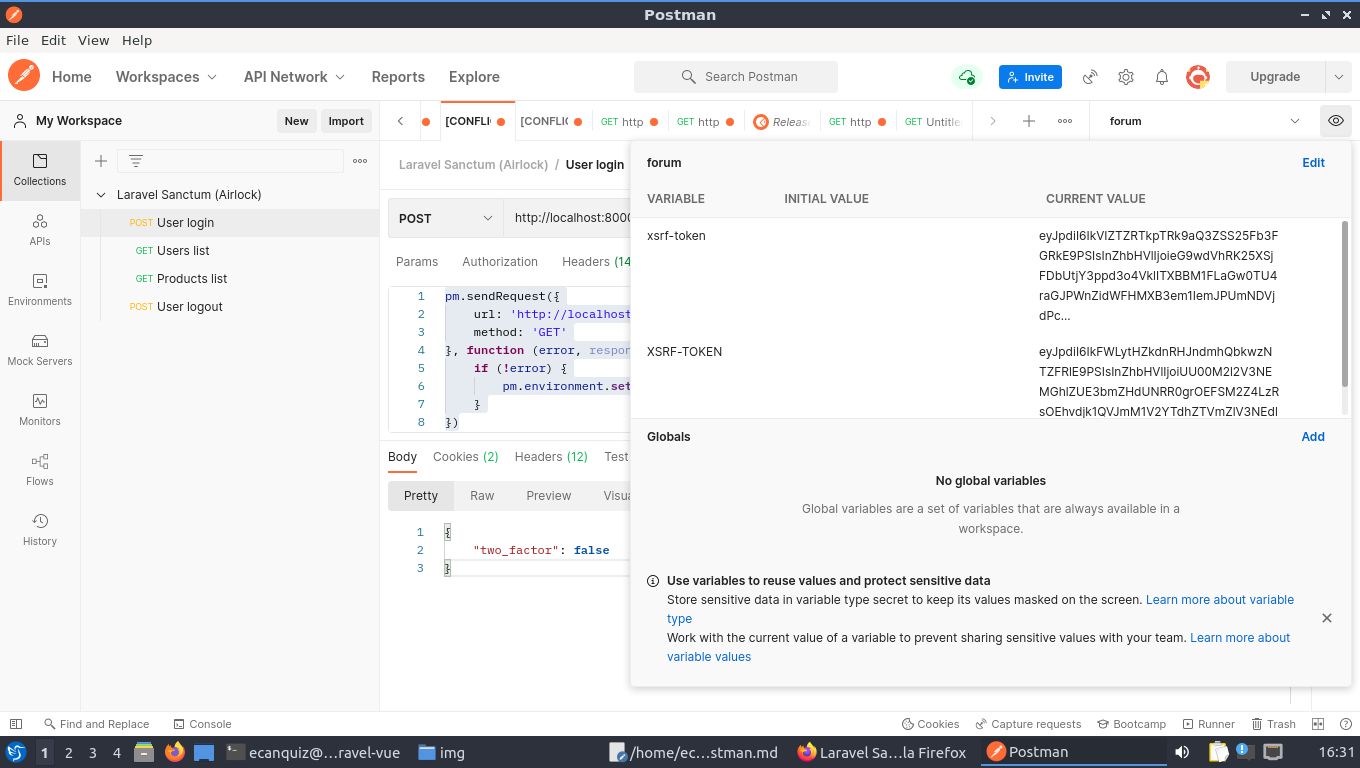 Postman
File Edit View Help
Home Workspaces API Network Reports Explore Search Postman Invite Upgrade
My Workspace New Import [CONFLIC [CONFLIC GET http GET http Release GET http GET Untitle forum
Collections
APIs
Environments
Mock Servers
Monitors
Flows
History
Laravel Sanctum (Airlock)
POST User login
GET Users list
GET Products list
POST User logout
Laravel Sanctum (Airlock) / User login
POST http://localhost:8000
Params Authorization Headers (14
1 pm.sendRequest({
2 url: 'http://localhost
3 method: 'GET'
4 }, function (error, respon
5 if (!error) {
6 pm.environment.set
7 }
8 })
Body Cookies (2) Headers (12) Test
Pretty Raw Preview Visua
1 {
2 "two_factor": false
3 }
forum Edit
VARIABLE INITIAL VALUE CURRENT VALUE
xsrf-token
XSRF-TOKEN
Globals Add
No global variables
Global variables are a set of variables that are always available in a
workspace.
Use variables to reuse values and protect sensitive data
Store sensitive data in variable type secret to keep its values masked on the screen. Learn more about variable
type
Work with the current value of a variable to prevent sharing sensitive values with your team. Learn more about
variable values
Find and Replace Console Cookies Capture requests Bootcamp Runner Trash
1 2 3 4 ecanquiz@...ravel-vue img /home/ec...stman.md Laravel Sa...la Firefox Postman 16:31